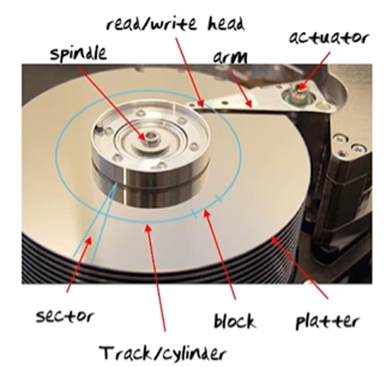 read/write head
actuator
spindle
arm
sector
block
platter
Track/cylinder